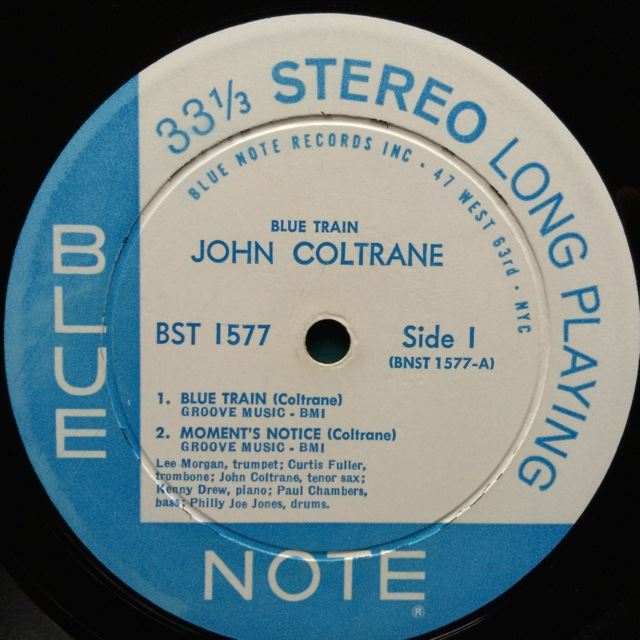 33⅓ STEREO LONG PLAYING
BLUE NOTE RECORDS INC · 47 WEST 63rd · NYC
BLUE TRAIN
JOHN COLTRANE
BST 1577
Side 1
(BNST 1577-A)
1. BLUE TRAIN (Coltrane)
GROOVE MUSIC - BMI
2. MOMENT'S NOTICE (Coltrane)
GROOVE MUSIC - BMI
Lee Morgan, trumpet; Curtis Fuller,
trombone; John Coltrane, tenor sax;
Kenny Drew, piano; Paul Chambers,
bass; Philly Joe Jones, drums.
BLUE
NOTE ®